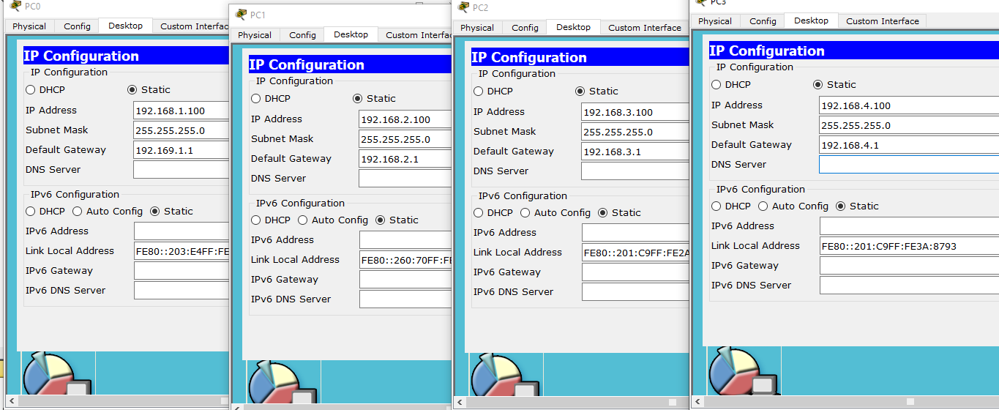 PC0
Physical Config Desktop Custom Interfac
IP Configuration
IP Configuration
DHCP Static
IP Address 192.168.1.100
Subnet Mask 255.255.255.0
Default Gateway 192.169.1.1
DNS Server
IPv6 Configuration
DHCP Auto Config Static
IPv6 Address
Link Local Address FE80::203:E4FF:FE
IPv6 Gateway
IPv6 DNS Server
PC1
Physical Config Desktop Custom Interfa
IP Configuration
IP Configuration
DHCP Static
IP Address 192.168.2.100
Subnet Mask 255.255.255.0
Default Gateway 192.168.2.1
DNS Server
IPv6 Configuration
DHCP Auto Config Static
IPv6 Address
Link Local Address FE80::260:70FF:FE
IPv6 Gateway
IPv6 DNS Server
PC2
Physical Config Desktop Custom Interface
IP Configuration
IP Configuration
DHCP Static
IP Address 192.168.3.100
Subnet Mask 255.255.255.0
Default Gateway 192.168.3.1
DNS Server
IPv6 Configuration
DHCP Auto Config Static
IPv6 Address
Link Local Address FE80::201:C9FF:FE2A
IPv6 Gateway
IPv6 DNS Server
PC3
Physical Config Desktop Custom Interface
IP Configuration
IP Configuration
DHCP Static
IP Address 192.168.4.100
Subnet Mask 255.255.255.0
Default Gateway 192.168.4.1
DNS Server
IPv6 Configuration
DHCP Auto Config Static
IPv6 Address
Link Local Address FE80::201:C9FF:FE3A:8793
IPv6 Gateway
IPv6 DNS Server